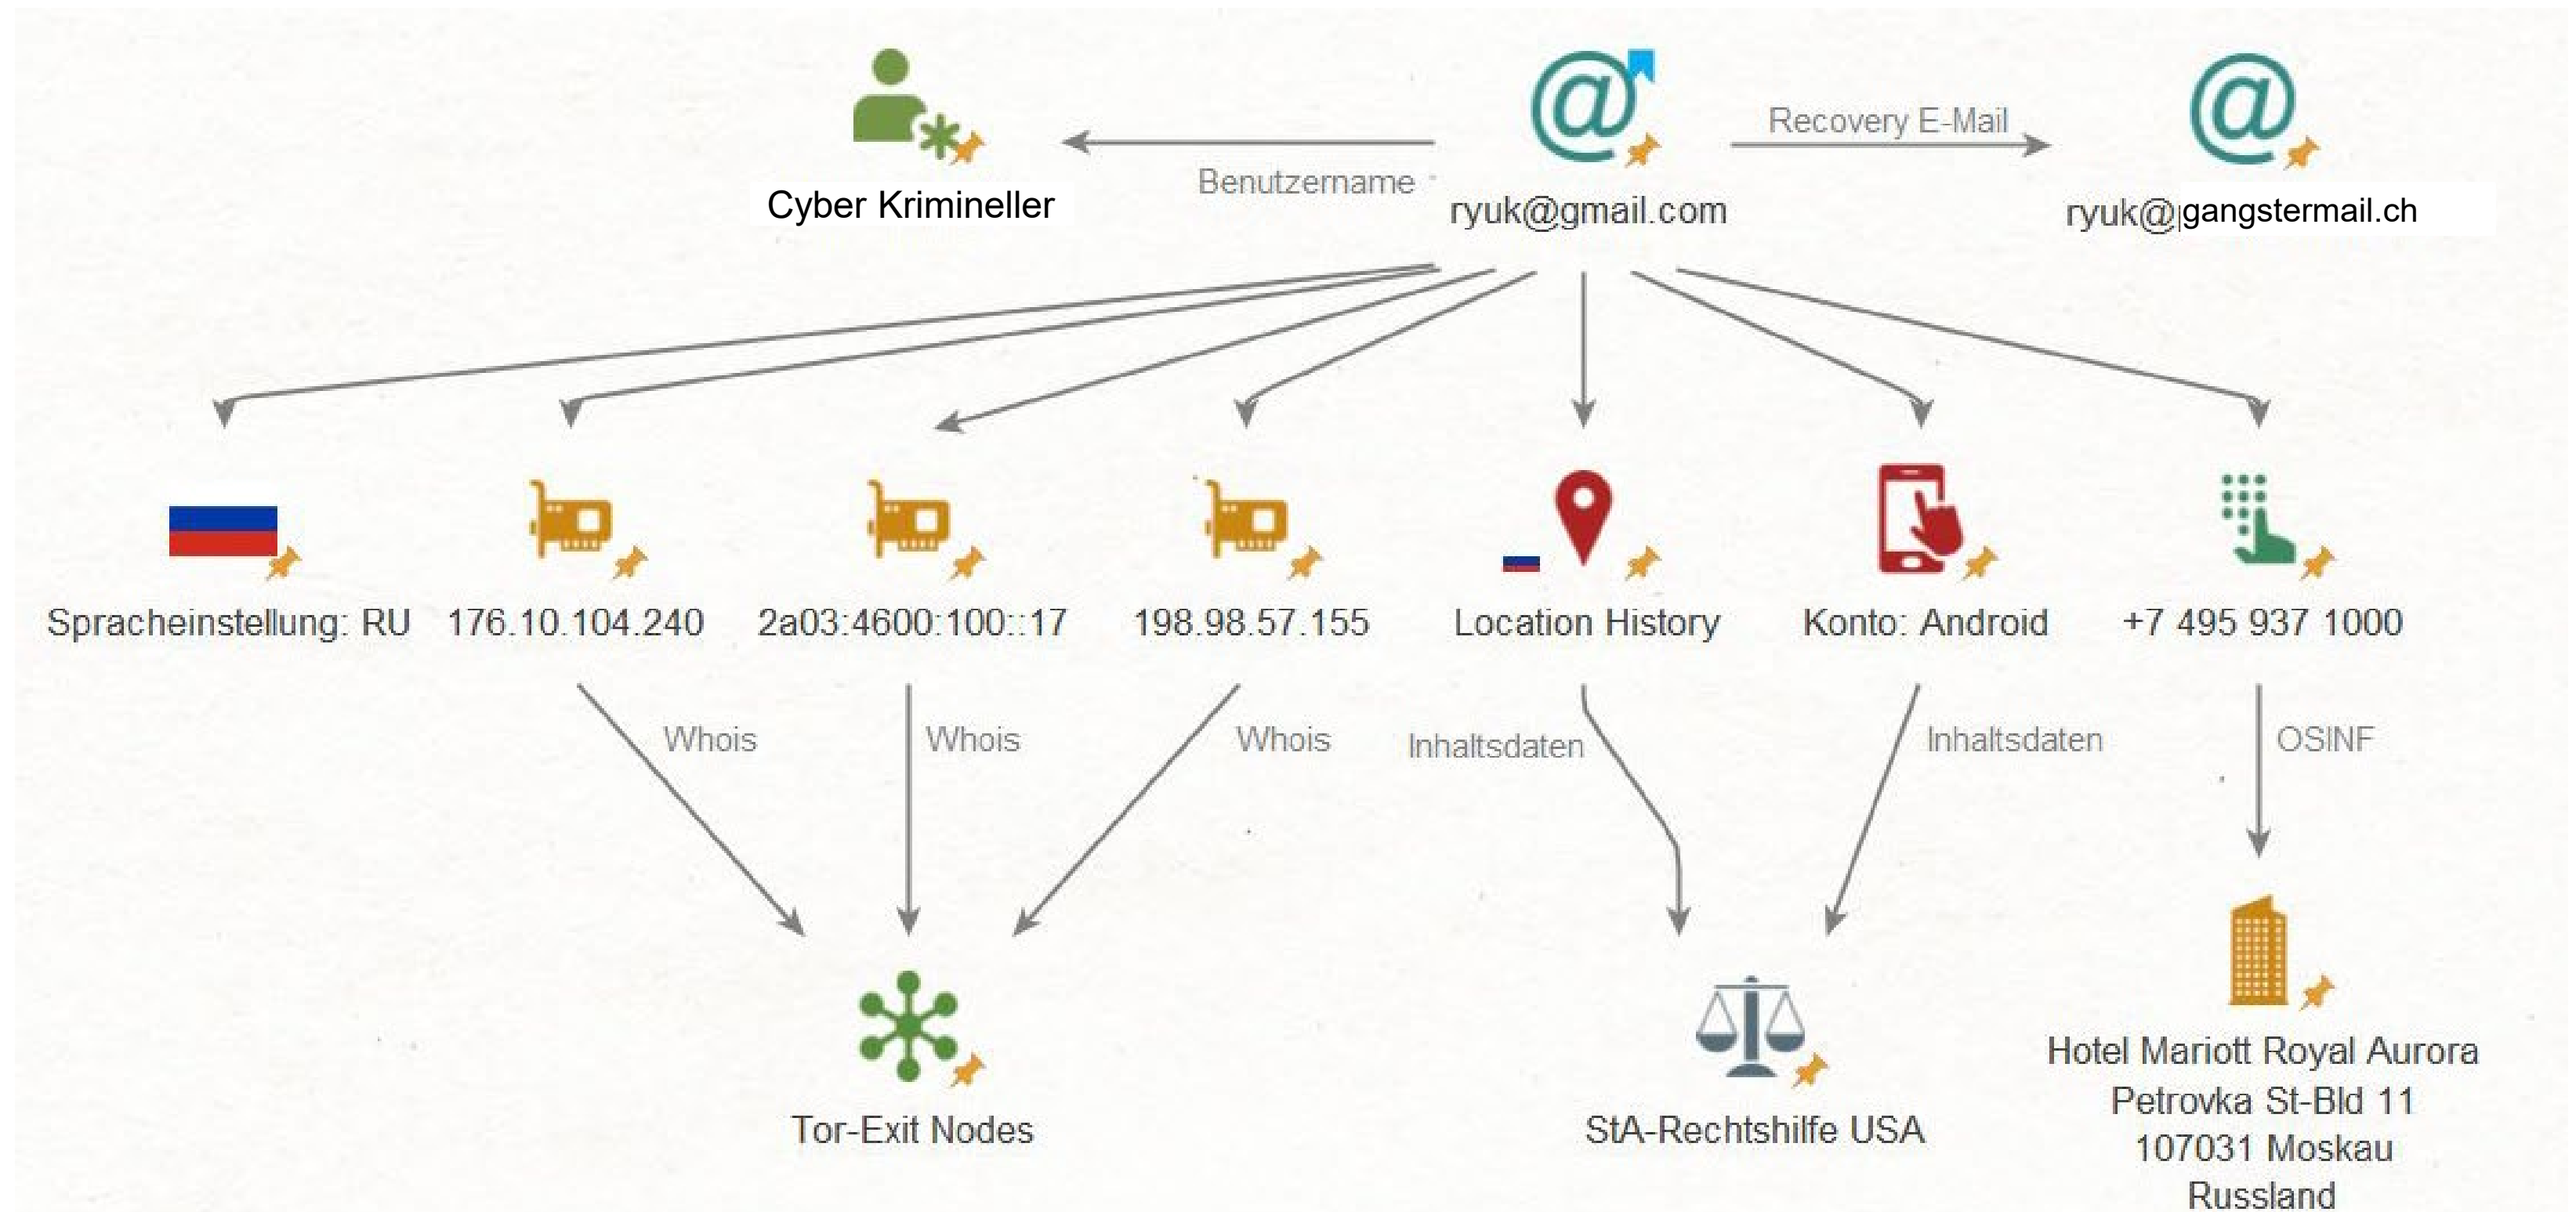 Recovery E-Mail
Benutzername
Cyber Krimineller
ryuk@gmail.com
ryuk@gangstermail.ch
Spracheinstellung: RU
176.10.104.240
2a03:4600:100::17
198.98.57.155
Location History
Konto: Android
+7 495 937 1000
Whois
Whois
Whois
Inhaltsdaten
Inhaltsdaten
OSINF
Tor-Exit Nodes
StA-Rechtshilfe USA
Hotel Mariott Royal Aurora
Petrovka St-Bld 11
107031 Moskau
Russland